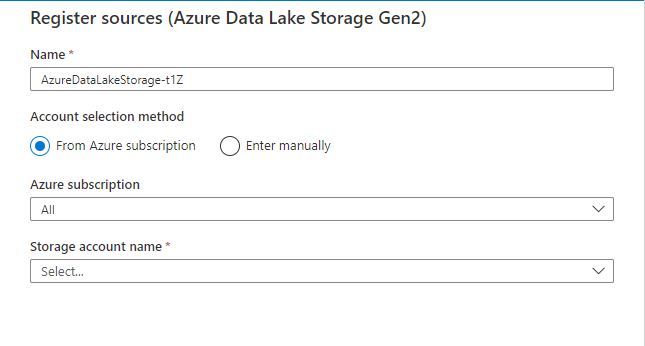 Register sources (Azure Data Lake Storage Gen2)
Name *
AzureDataLakeStorage-t1Z
Account selection method
From Azure subscription Enter manually
Azure subscription
All
Storage account name *
Select...